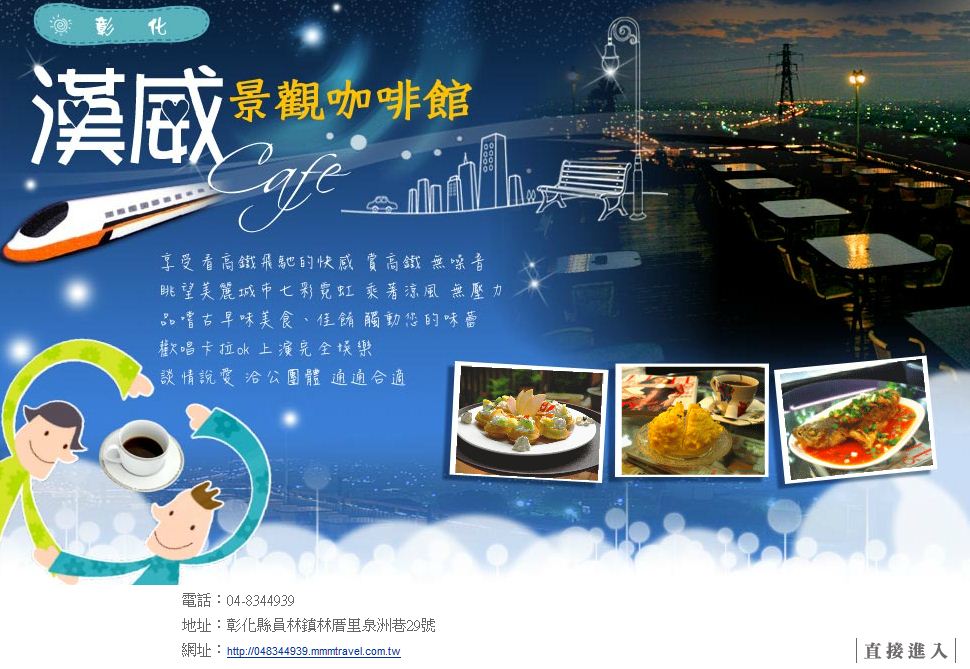 彰化
漢威景觀咖啡館
Cafe
享受看高鐵飛馳的快感 賞高鐵 無噪音
眺望美麗城市七彩霓虹 乘著涼風 無壓力
品嚐古早味美食、佳餚 觸動您的味蕾
歡唱卡拉ok 上演完全娛樂
談情說愛 洽公團體 通通合適
電話：04-8344939
地址：彰化縣員林鎮林厝里泉洲巷29號
網址：http://048344939.mmmtravel.com.tw
直接進入